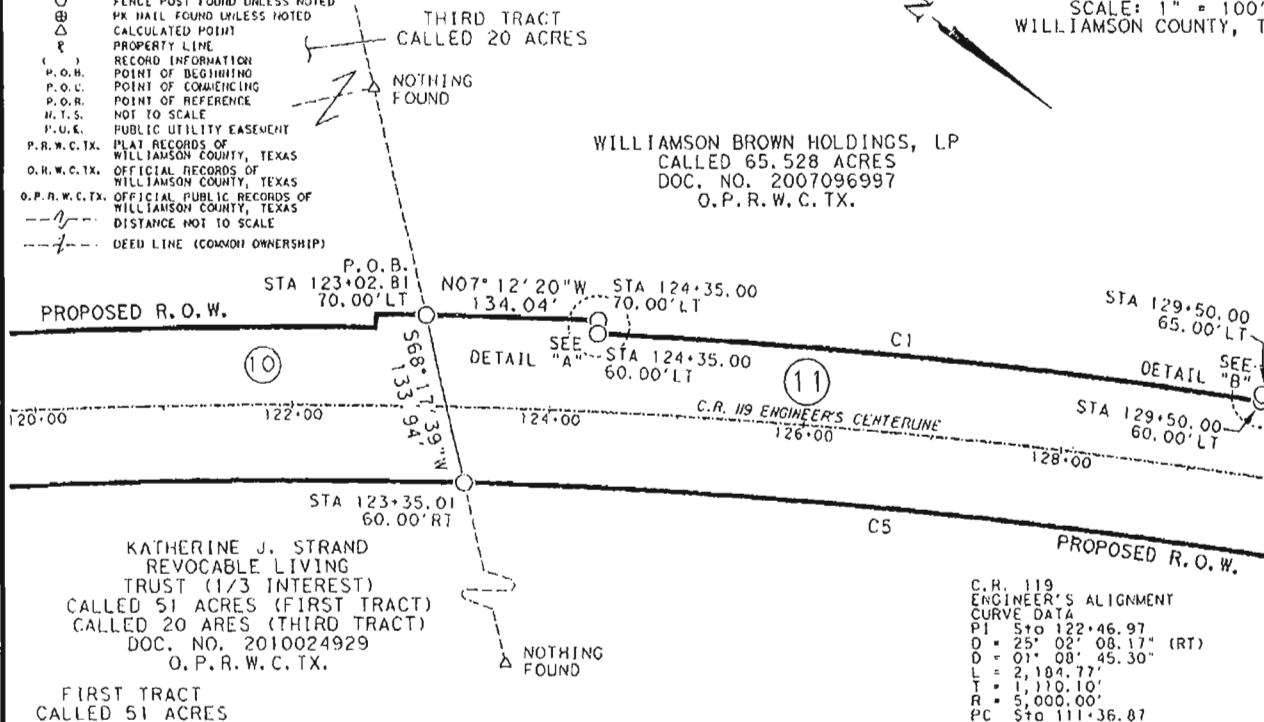 FENCE POST FOUND UNLESS NOTED
PK NAIL FOUND UNLESS NOTED
CALCULATED POINT
PROPERTY LINE
( ) RECORD INFORMATION
P.O.B. POINT OF BEGINNING
P.O.C. POINT OF COMMENCING
P.O.R. POINT OF REFERENCE
N.T.S. NOT TO SCALE
P.U.E. PUBLIC UTILITY EASEMENT
P.R.W.C.TX. PLAT RECORDS OF
WILLIAMSON COUNTY, TEXAS
O.R.W.C.TX. OFFICIAL RECORDS OF
WILLIAMSON COUNTY, TEXAS
O.P.R.W.C.TX. OFFICIAL PUBLIC RECORDS OF
WILLIAMSON COUNTY, TEXAS
DISTANCE NOT TO SCALE
DEED LINE (COMMON OWNERSHIP)
THIRD TRACT
CALLED 20 ACRES
NOTHING
FOUND
SCALE: 1" = 100'
WILLIAMSON COUNTY, T
WILLIAMSON BROWN HOLDINGS, LP
CALLED 65.528 ACRES
DOC. NO. 2007096997
O.P.R.W.C.TX.
P.O.B.
STA 123+02.81
70.00'LT
N07°12'20"W
134.04'
STA 124+35.00
70.00'LT
PROPOSED R.O.W.
SEE
DETAIL "A"
STA 124+35.00
60.00'LT
C1
STA 129+50.00
65.00'LT
SEE
DETAIL "B"
STA 129+50.00
60.00'LT
10
11
S68°17'39"W
133.94'
120+00
122+00
124+00
C.R. 119 ENGINEER'S CENTERLINE
126+00
128+00
STA 123+35.01
60.00'RT
C5
PROPOSED R.O.W.
KATHERINE J. STRAND
REVOCABLE LIVING
TRUST (1/3 INTEREST)
CALLED 51 ACRES (FIRST TRACT)
CALLED 20 ARES (THIRD TRACT)
DOC. NO. 2010024929
O.P.R.W.C.TX.
NOTHING
FOUND
FIRST TRACT
CALLED 51 ACRES
C.R. 119
ENGINEER'S ALIGNMENT
CURVE DATA
PI Sta 122+46.97
D = 25° 02' 08.17" (RT)
D = 01° 08' 45.30"
L = 2,184.77'
T = 1,110.10'
R = 5,000.00'
PC Sta 111+36.87